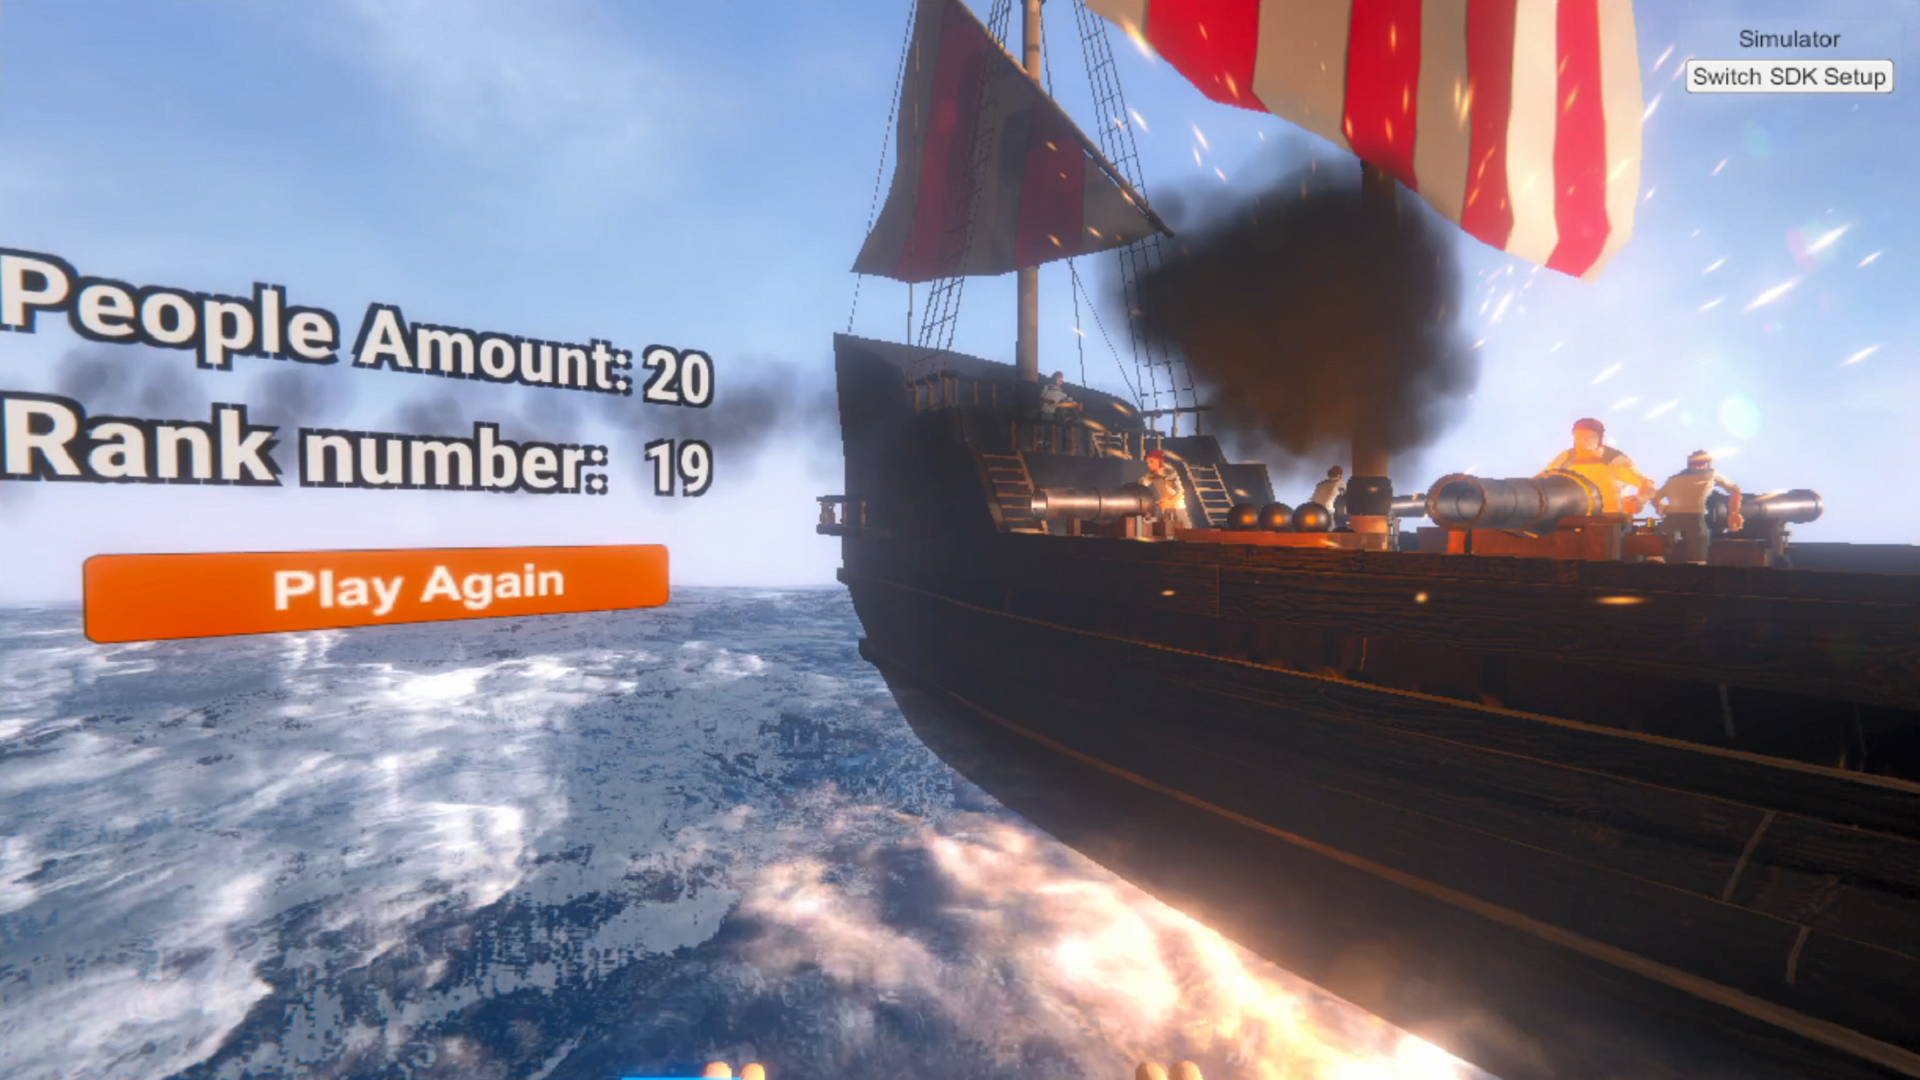 Simulator
Switch SDK Setup
People Amount: 20
Rank number: 19
Play Again